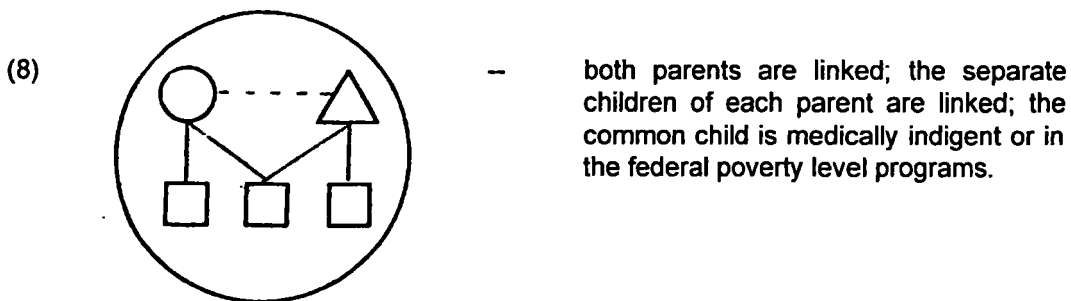 (8) – both parents are linked; the separate
children of each parent are linked; the
common child is medically indigent or in
the federal poverty level programs.